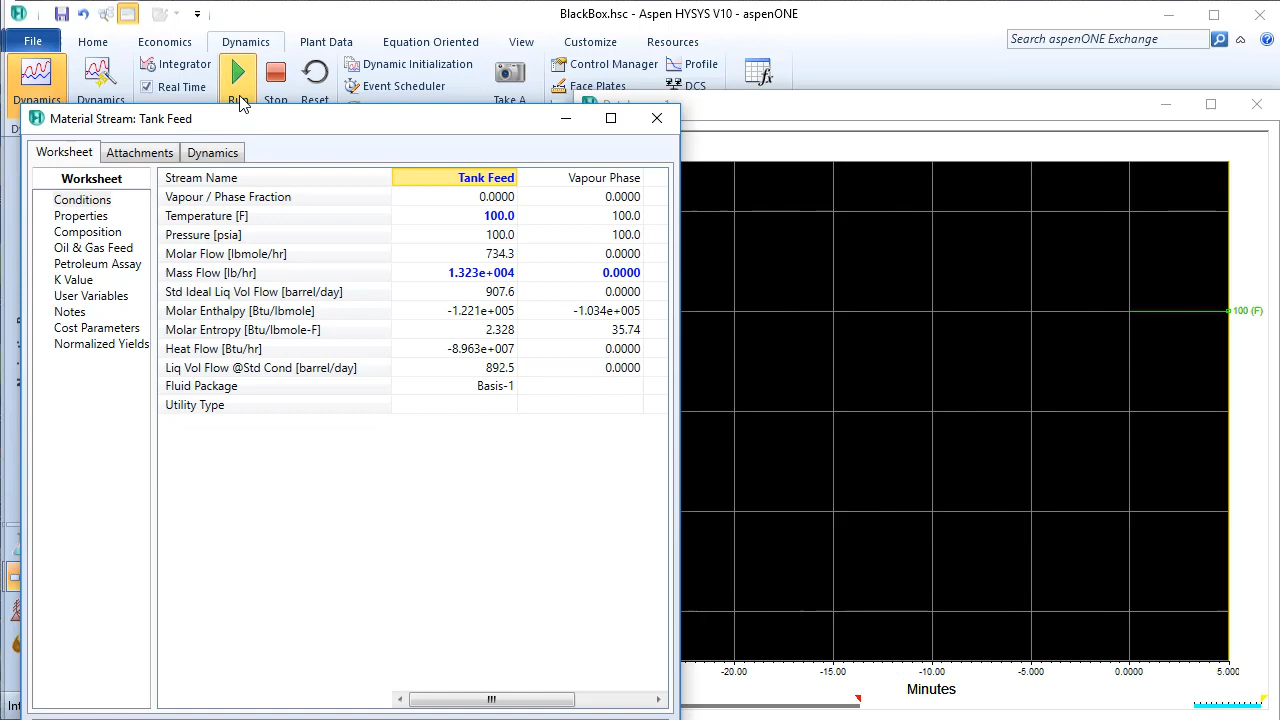 BlackBox.hsc - Aspen HYSYS V10 - aspenONE
File Home Economics Dynamics Plant Data Equation Oriented View Customize Resources
Search aspenONE Exchange
Integrator Dynamic Initialization Control Manager Profile
Real Time Event Scheduler Face Plates DCS
Dynamics Dynamics Stop Reset Take A
Material Stream: Tank Feed
Worksheet Attachments Dynamics
Worksheet
Conditions
Properties
Composition
Oil & Gas Feed
Petroleum Assay
K Value
User Variables
Notes
Cost Parameters
Normalized Yields
Stream Name Tank Feed Vapour Phase
Vapour / Phase Fraction 0.0000 0.0000
Temperature [F] 100.0 100.0
Pressure [psia] 100.0 100.0
Molar Flow [lbmole/hr] 734.3 0.0000
Mass Flow [lb/hr] 1.323e+004 0.0000
Std Ideal Liq Vol Flow [barrel/day] 907.6 0.0000
Molar Enthalpy [Btu/lbmole] -1.221e+005 -1.034e+005
Molar Entropy [Btu/lbmole-F] 2.328 35.74
Heat Flow [Btu/hr] -8.963e+007 0.0000
Liq Vol Flow @Std Cond [barrel/day] 892.5 0.0000
Fluid Package Basis-1
Utility Type
100 (F)
-20.00 -15.00 -10.00 -5.000 0.0000 5.000
Minutes